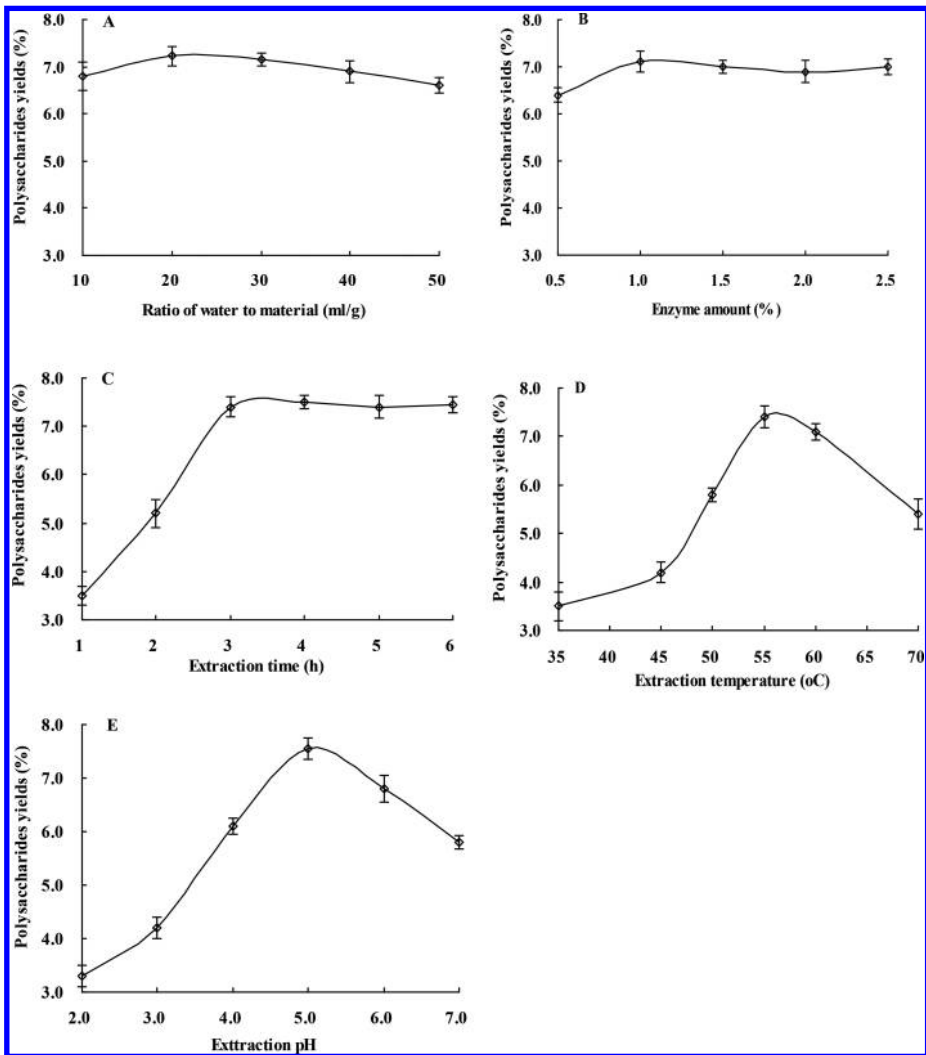 A
Polysaccharides yields (%)
8.0
7.0
6.0
5.0
4.0
3.0
10 20 30 40 50
Ratio of water to material (ml/g)
B
Polysaccharides yields (%)
8.0
7.0
6.0
5.0
4.0
3.0
0.5 1.0 1.5 2.0 2.5
Enzyme amount (%)
C
Polysaccharides yields (%)
8.0
7.0
6.0
5.0
4.0
3.0
1 2 3 4 5 6
Extraction time (h)
D
Polysaccharides yields (%)
8.0
7.0
6.0
5.0
4.0
3.0
35 40 45 50 55 60 70
Extraction temperature (oC)
E
Polysaccharides yields (%)
8.0
7.0
6.0
5.0
4.0
3.0
2.0 3.0 4.0 5.0 6.0 7.0
Exttraction pH